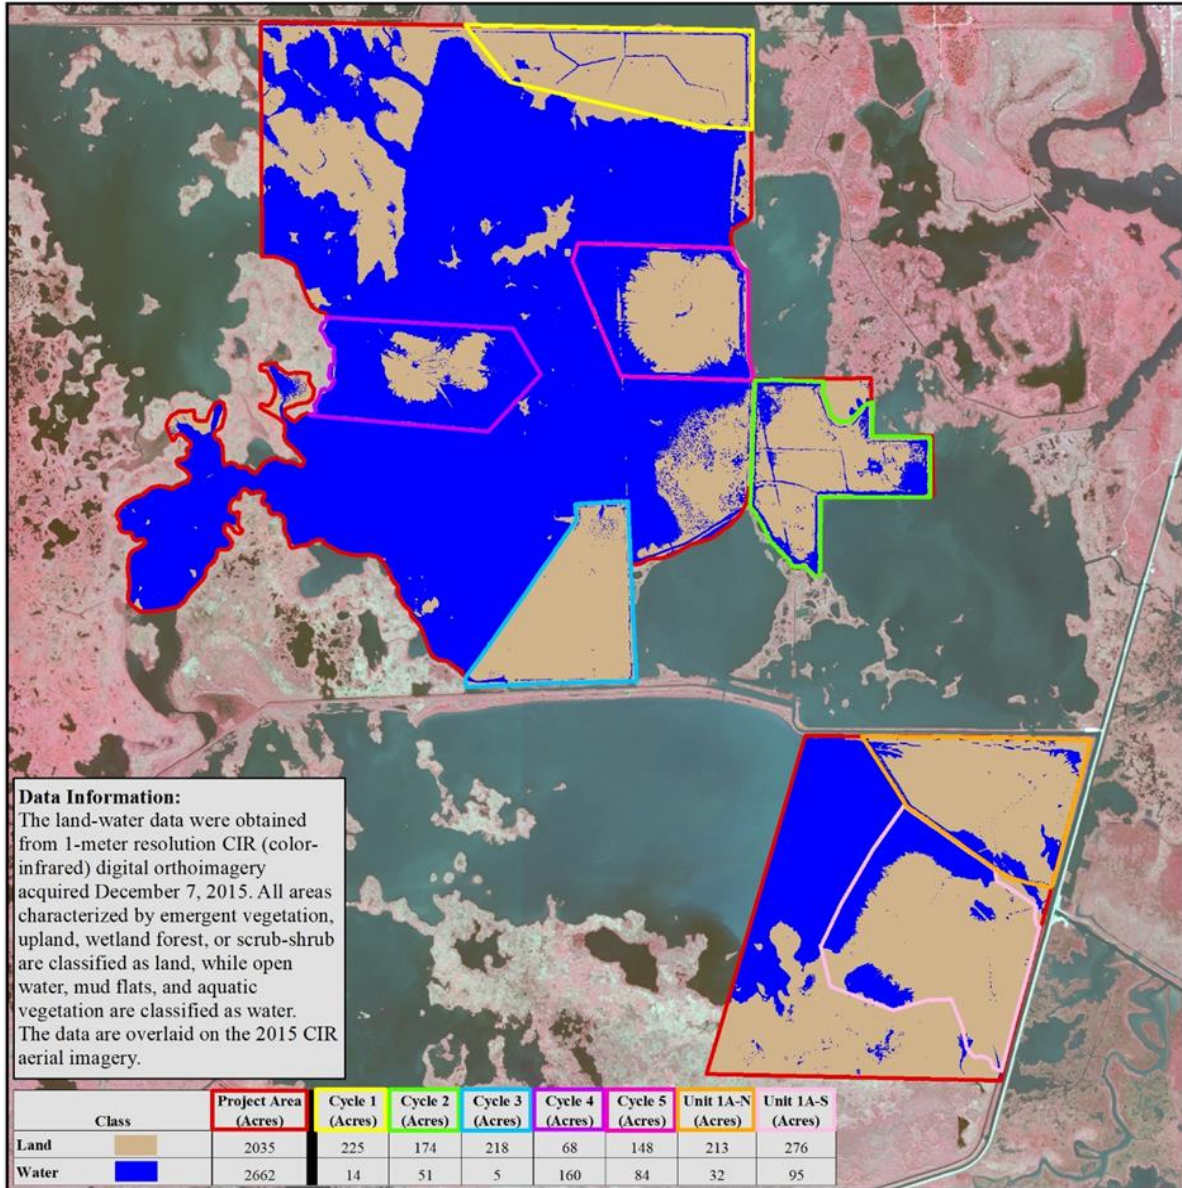 Data Information:
The land-water data were obtained
from 1-meter resolution CIR (color-
infrared) digital orthoimagery
acquired December 7, 2015. All areas
characterized by emergent vegetation,
upland, wetland forest, or scrub-shrub
are classified as land, while open
water, mud flats, and aquatic
vegetation are classified as water.
The data are overlaid on the 2015 CIR
aerial imagery.
Class Project Area (Acres) Cycle 1 (Acres) Cycle 2 (Acres) Cycle 3 (Acres) Cycle 4 (Acres) Cycle 5 (Acres) Unit 1A-N (Acres) Unit 1A-S (Acres)
Land 2035 225 174 218 68 148 213 276
Water 2662 14 51 5 160 84 32 95